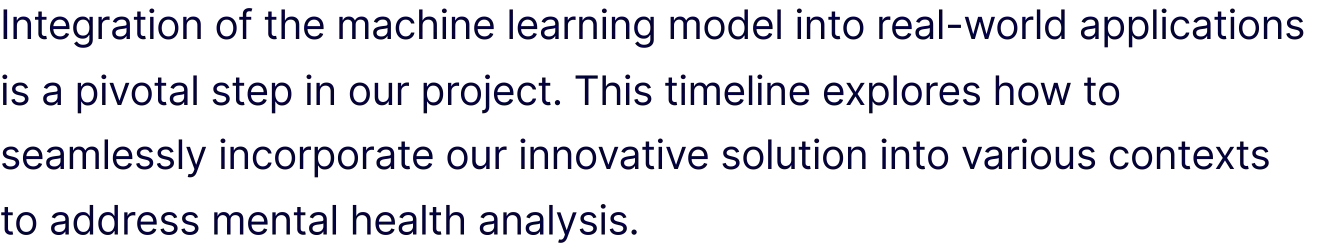 Integration of the machine learning model into real-world applications
is a pivotal step in our project. This timeline explores how to
seamlessly incorporate our innovative solution into various contexts
to address mental health analysis.